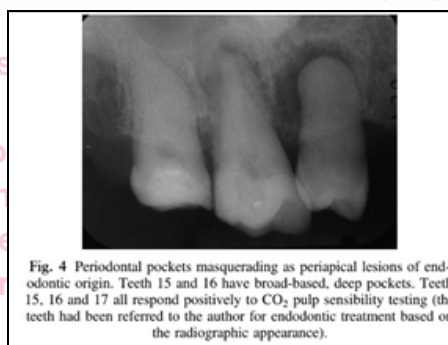 Fig. 4 Periodontal pockets masquerading as periapical lesions of end-
odontic origin. Teeth 15 and 16 have broad-based, deep pockets. Teeth
15, 16 and 17 all respond positively to CO₂ pulp sensibility testing (the
teeth had been referred to the author for endodontic treatment based on
the radiographic appearance).